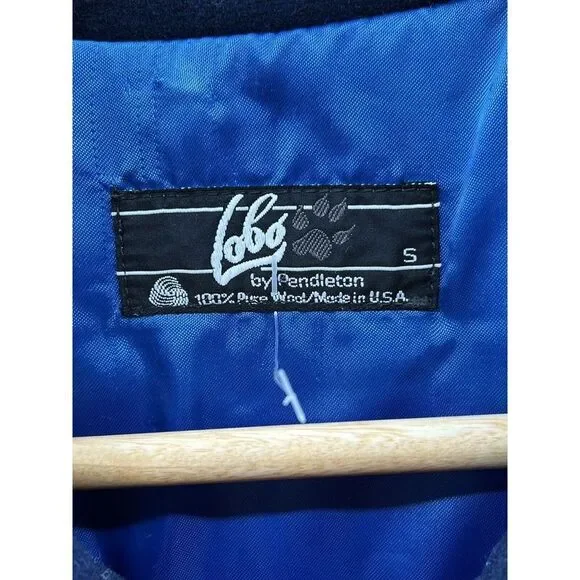 Lobo
S
by Pendleton
100% Pure Wool/Made in U.S.A.